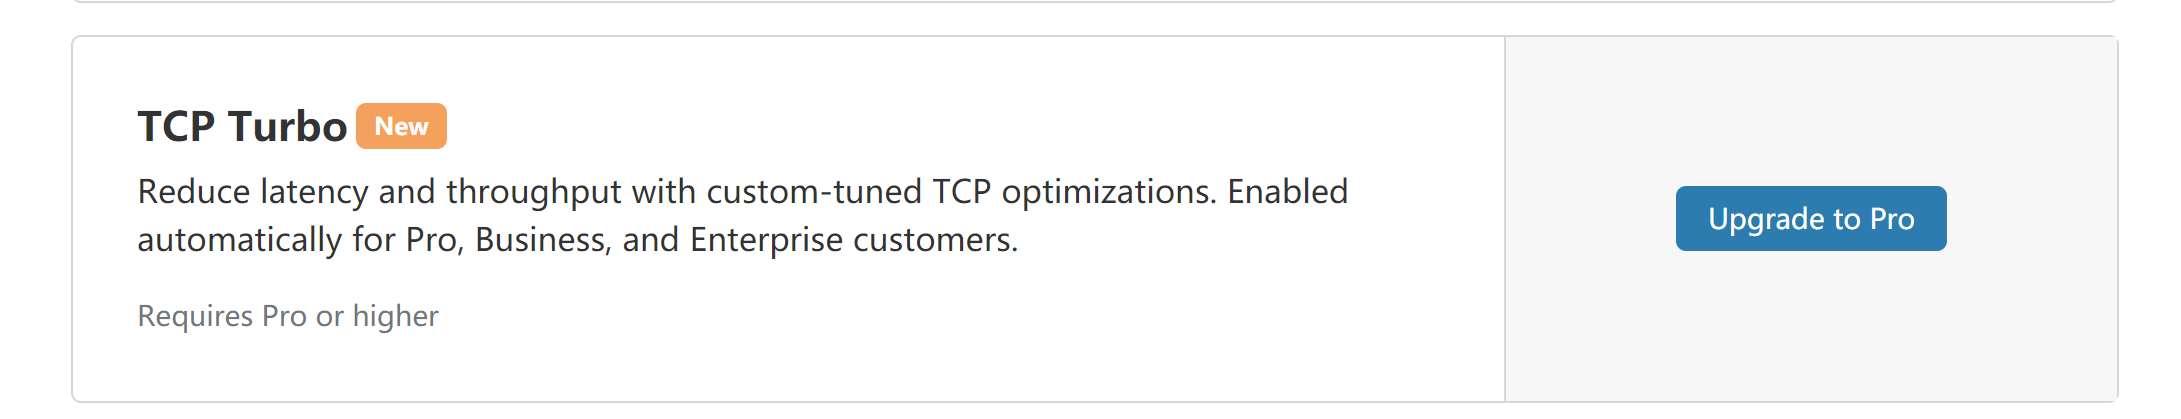 TCP Turbo New
Reduce latency and throughput with custom-tuned TCP optimizations. Enabled
automatically for Pro, Business, and Enterprise customers.
Requires Pro or higher
Upgrade to Pro